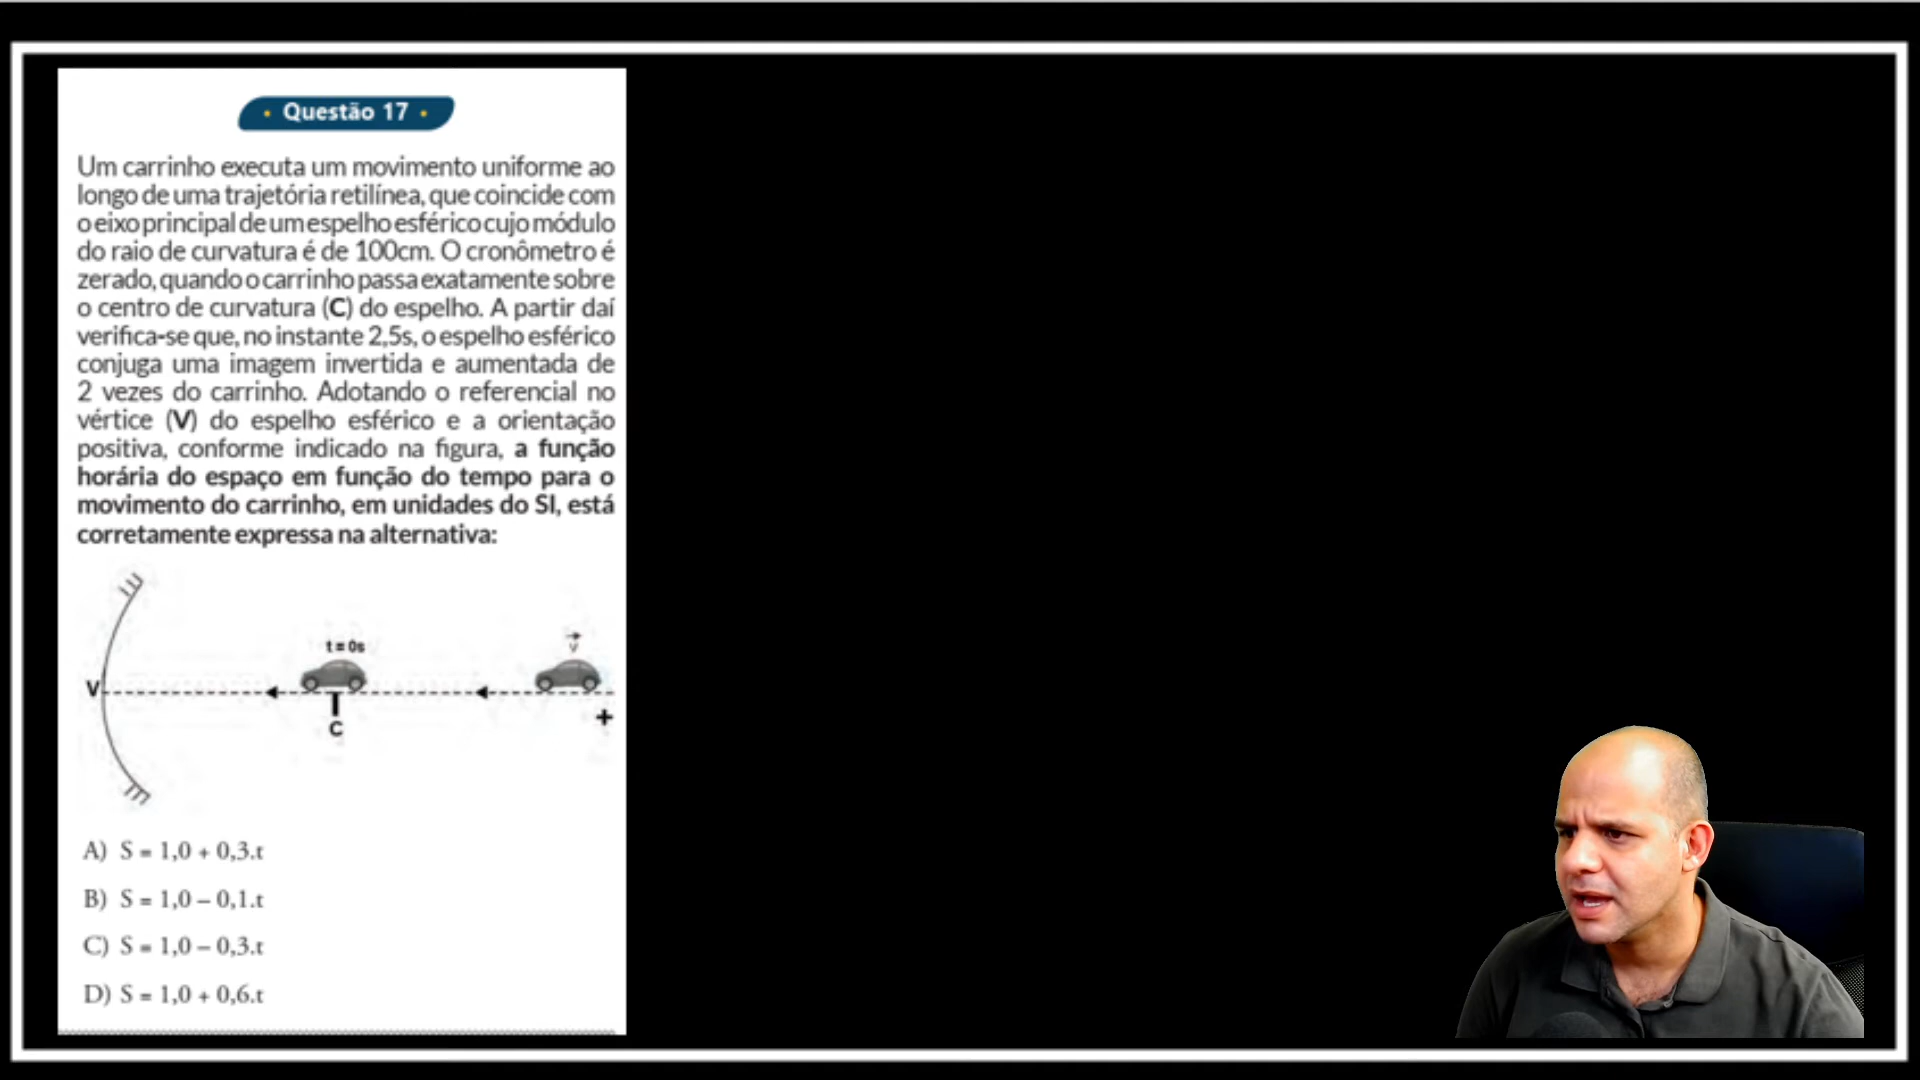 • Questão 17 •
Um carrinho executa um movimento uniforme ao
longo de uma trajetória retilínea, que coincide com
o eixo principal de um espelho esférico cujo módulo
do raio de curvatura é de 100cm. O cronômetro é
zerado, quando o carrinho passa exatamente sobre
o centro de curvatura (C) do espelho. A partir daí
verifica-se que, no instante 2,5s, o espelho esférico
conjuga uma imagem invertida e aumentada de
2 vezes do carrinho. Adotando o referencial no
vértice (V) do espelho esférico e a orientação
positiva, conforme indicado na figura, a função
horária do espaço em função do tempo para o
movimento do carrinho, em unidades do SI, está
corretamente expressa na alternativa:
t = 0s
v
V
C
+
A) S = 1,0 + 0,3.t
B) S = 1,0 – 0,1.t
C) S = 1,0 – 0,3.t
D) S = 1,0 + 0,6.t